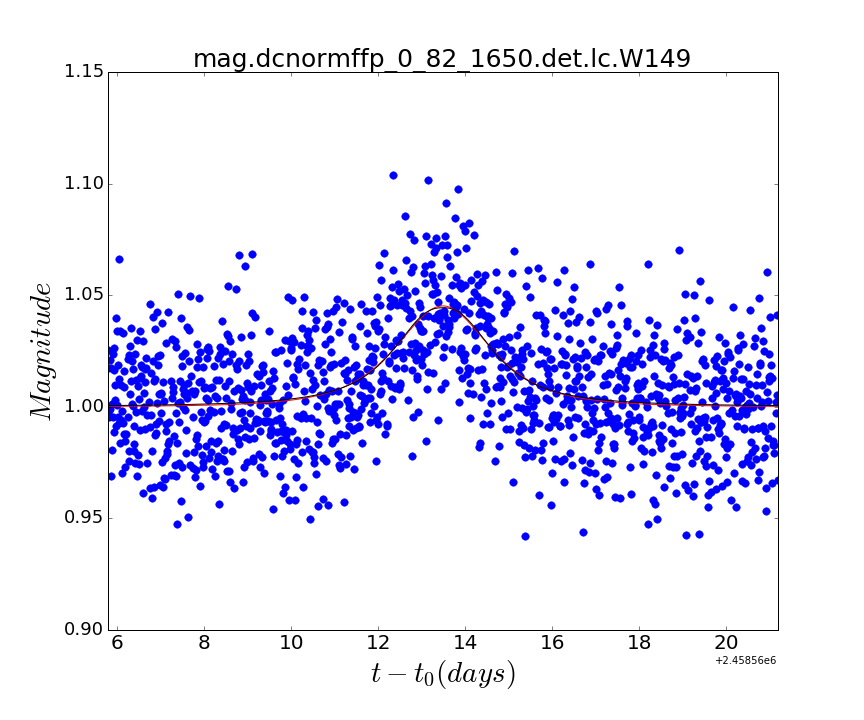 mag.dcnormffp_0_82_1650.det.lc.W149
1.15
1.10
1.05
1.00
0.95
0.90
Magnitude
6 8 10 12 14 16 18 20
+2.45856e6
t − t₀(days)